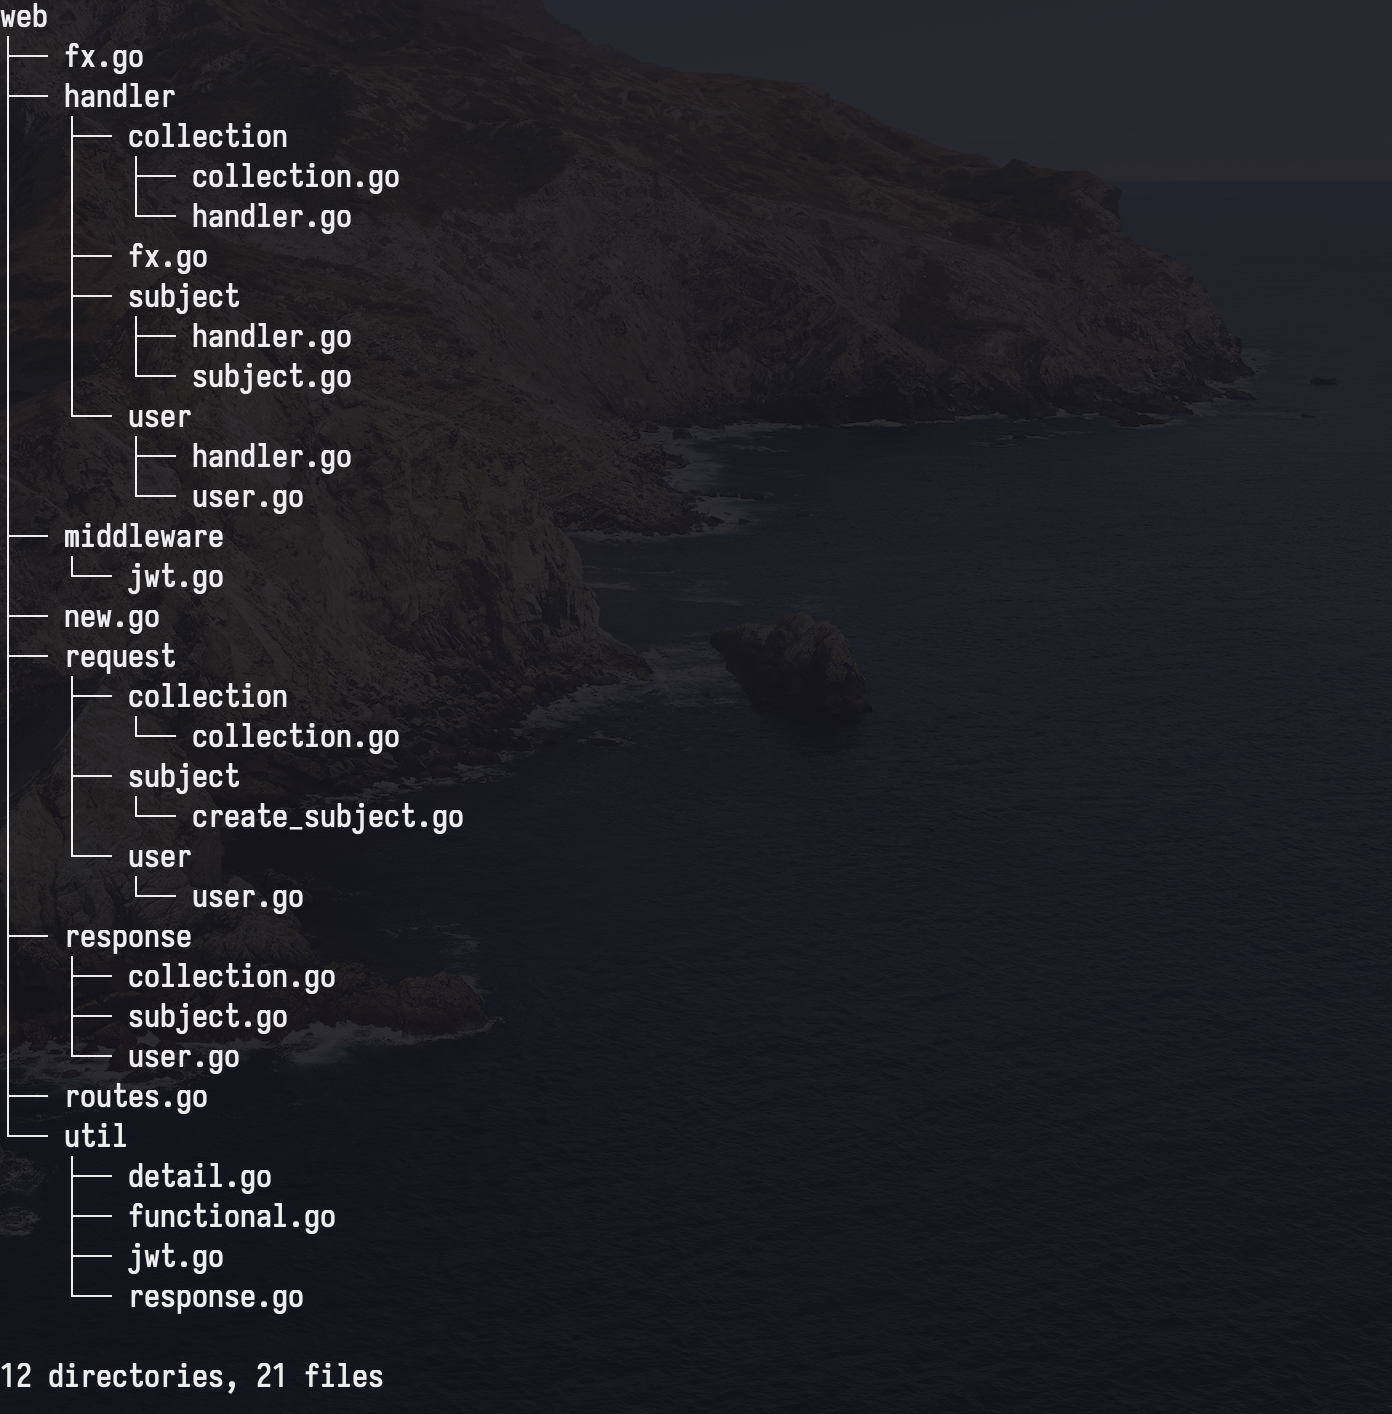 web
├── fx.go
├── handler
│   ├── collection
│   │   ├── collection.go
│   │   └── handler.go
│   ├── fx.go
│   ├── subject
│   │   ├── handler.go
│   │   └── subject.go
│   └── user
│       ├── handler.go
│       └── user.go
├── middleware
│   └── jwt.go
├── new.go
├── request
│   ├── collection
│   │   └── collection.go
│   ├── subject
│   │   └── create_subject.go
│   └── user
│       └── user.go
├── response
│   ├── collection.go
│   ├── subject.go
│   └── user.go
├── routes.go
└── util
    ├── detail.go
    ├── functional.go
    ├── jwt.go
    └── response.go

12 directories, 21 files